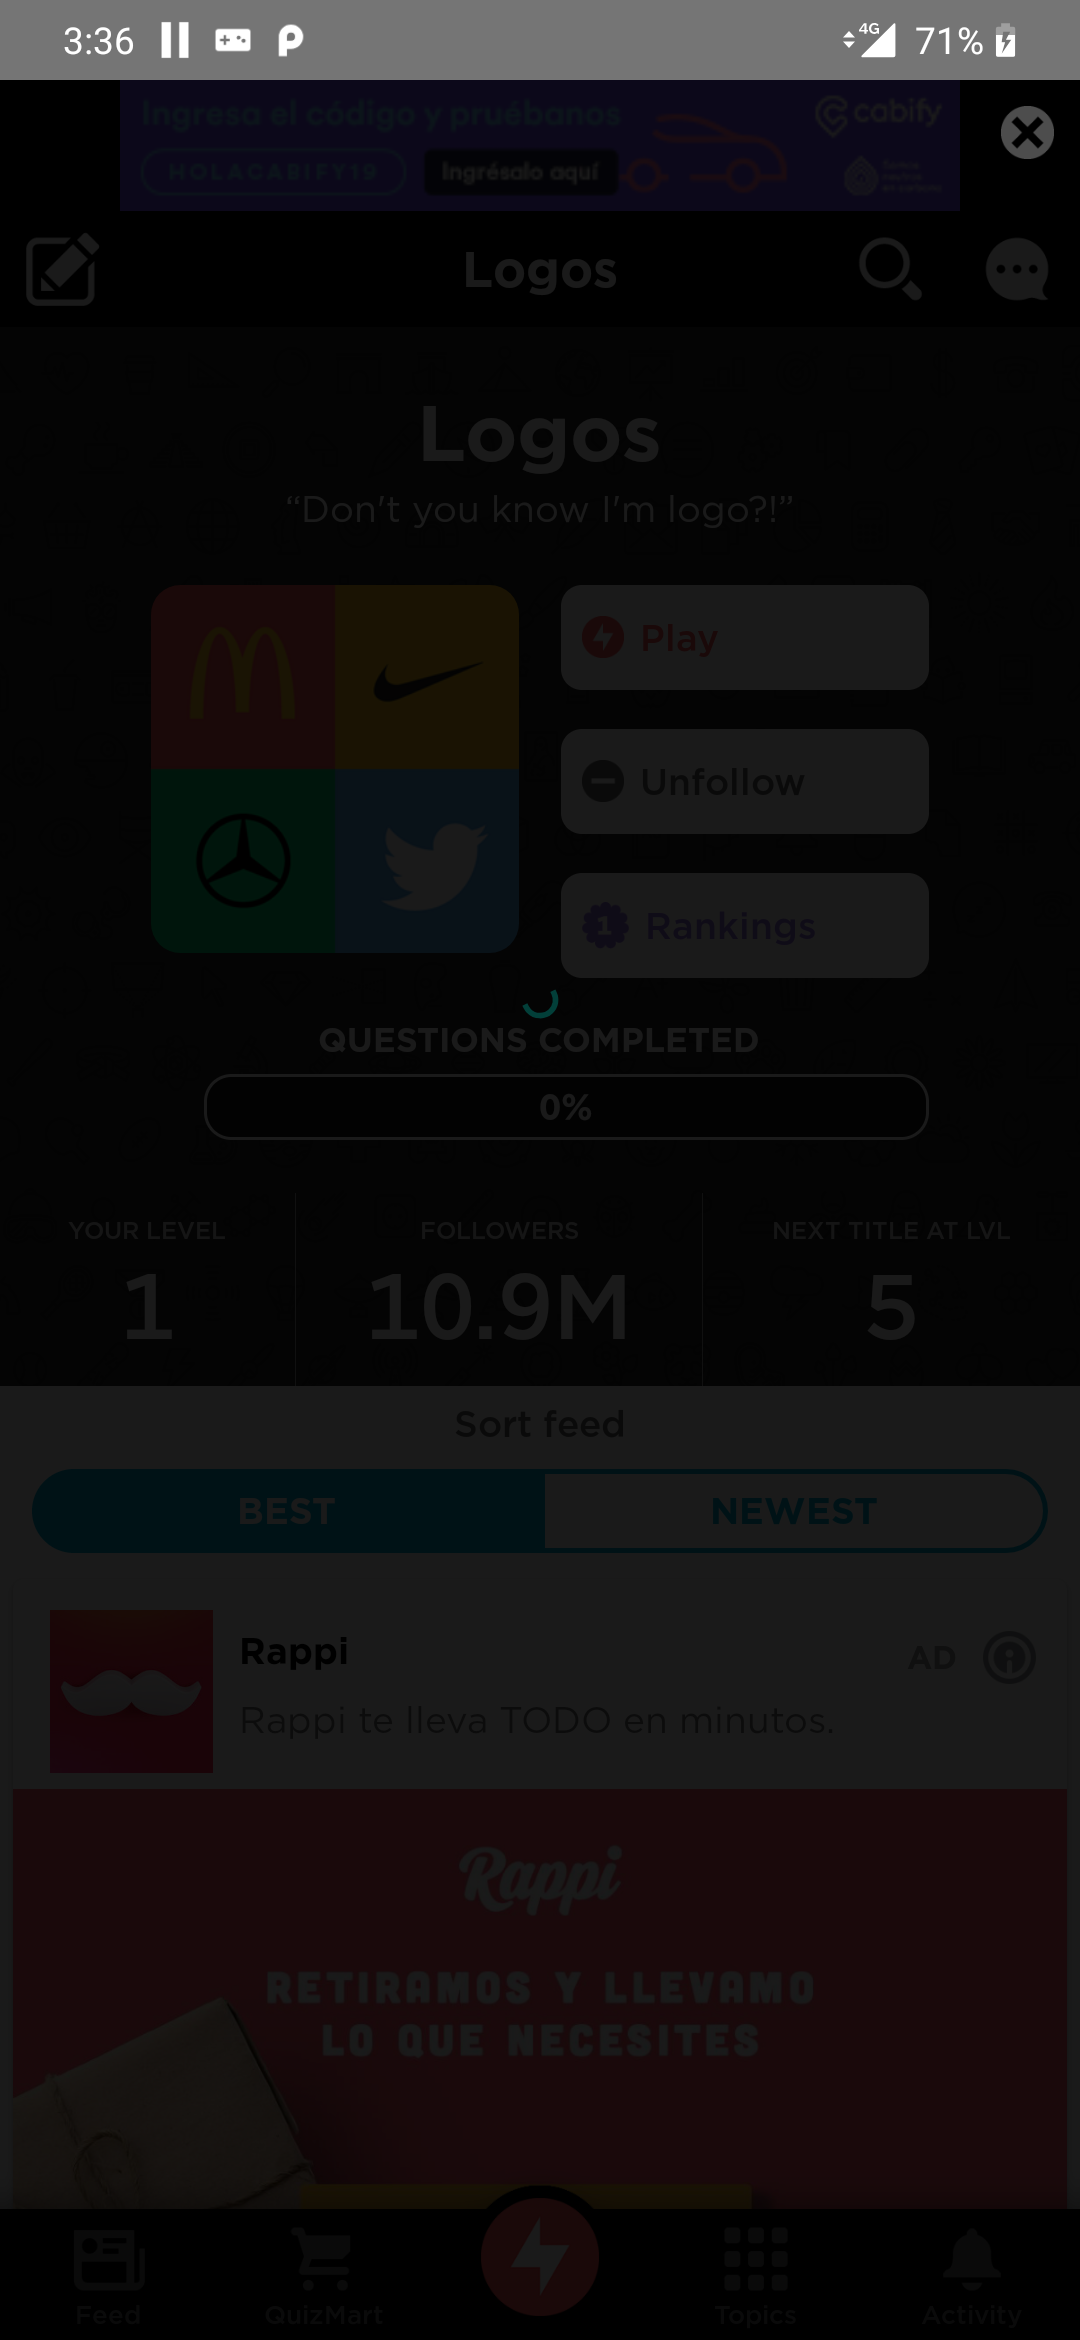 3:36
4G
71%
Ingresa el código y pruébanos
cabify
HOLACABIFY19
Ingrésalo aquí
Logos
Logos
“Don't you know I'm logo?!”
Play
Unfollow
1
Rankings
QUESTIONS COMPLETED
0%
YOUR LEVEL
FOLLOWERS
NEXT TITLE AT LVL
1
10.9M
5
Sort feed
BEST
NEWEST
Rappi
AD
Rappi te lleva TODO en minutos.
Rappi
RETIRAMOS Y LLEVAMO
LO QUE NECESITES
Feed
QuizMart
Topics
Activity